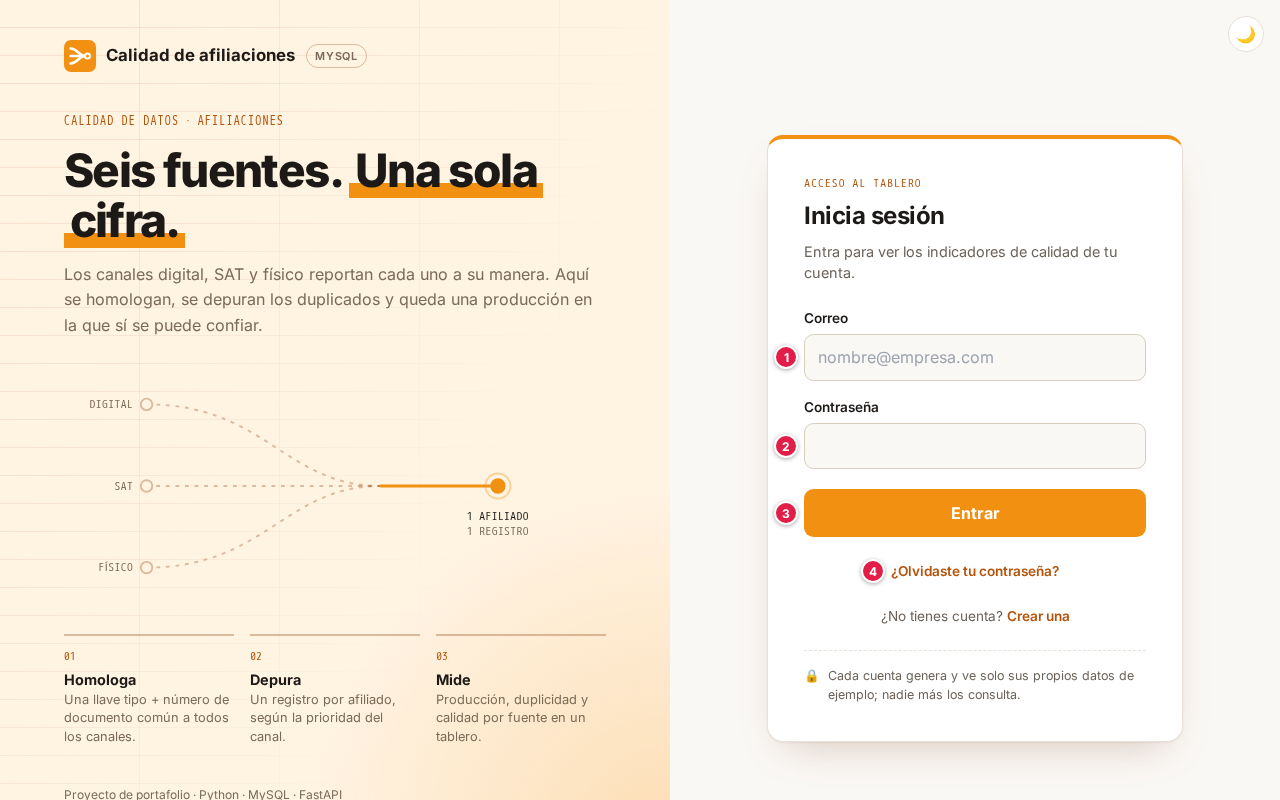 Calidad de afiliaciones
MYSQL
CALIDAD DE DATOS · AFILIACIONES
Seis fuentes. Una sola
cifra.
Los canales digital, SAT y físico reportan cada uno a su manera. Aquí
se homologan, se depuran los duplicados y queda una producción en
la que sí se puede confiar.
DIGITAL
SAT
FÍSICO
1 AFILIADO
1 REGISTRO
01
Homologa
Una llave tipo + número de
documento común a todos
los canales.
02
Depura
Un registro por afiliado,
según la prioridad del
canal.
03
Mide
Producción, duplicidad y
calidad por fuente en un
tablero.
Proyecto de portafolio · Python · MySQL · FastAPI
ACCESO AL TABLERO
Inicia sesión
Entra para ver los indicadores de calidad de tu
cuenta.
Correo
1
nombre@empresa.com
Contraseña
2
3
Entrar
4
¿Olvidaste tu contraseña?
¿No tienes cuenta? Crear una
Cada cuenta genera y ve solo sus propios datos de
ejemplo; nadie más los consulta.